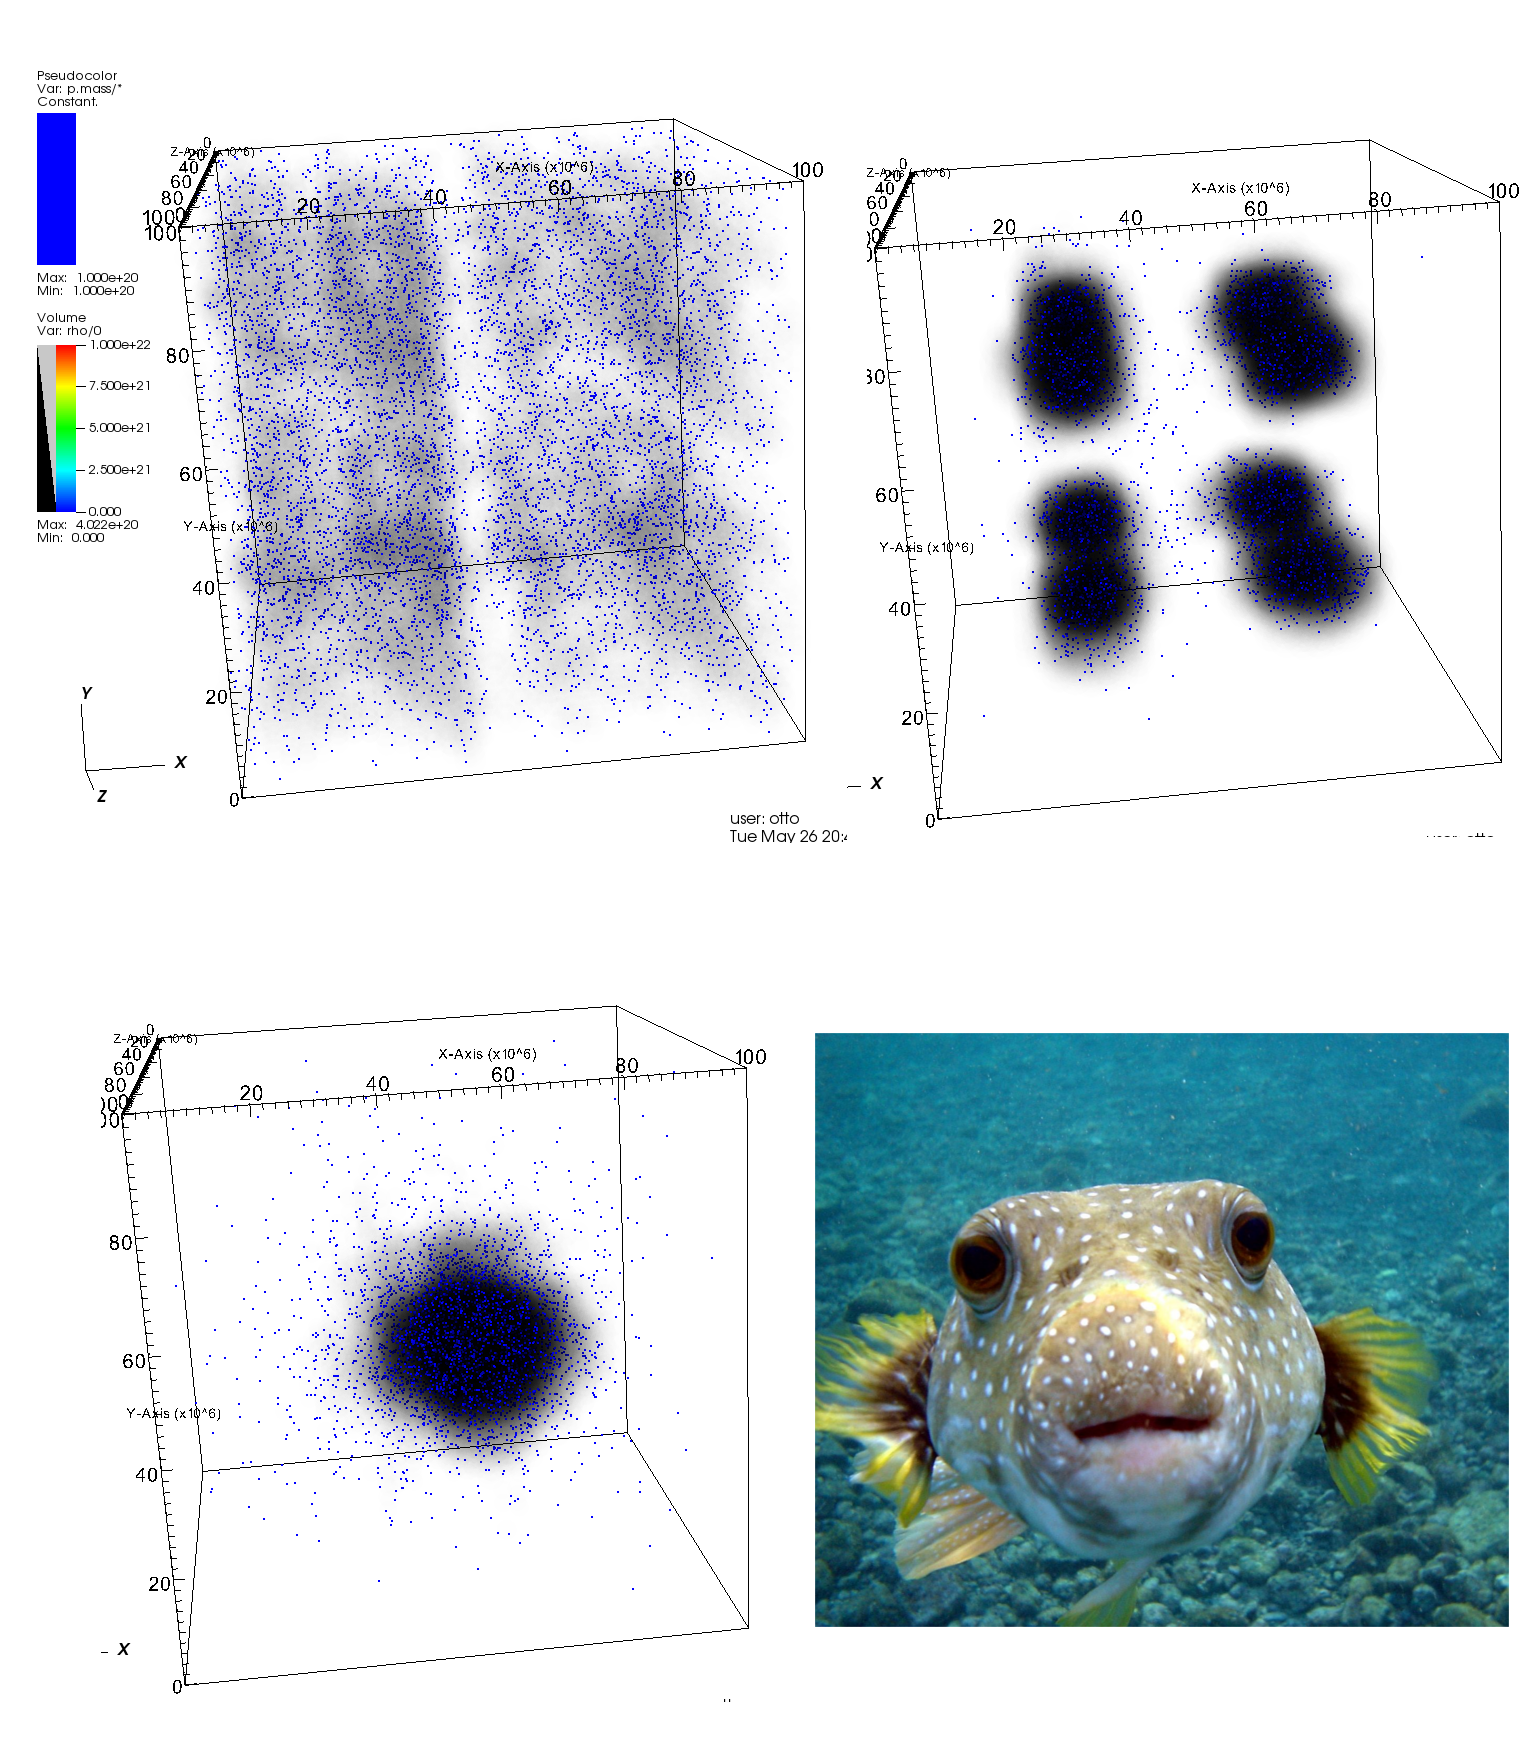 Pseudocolor
Var: p.mass/*
Constant.
Max: 1.000e+20
Min: 1.000e+20
Volume
Var: rho/0
1.000e+22
7.500e+21
5.000e+21
2.500e+21
0.000
Max: 4.022e+20
Min: 0.000
0
Z-Axis (x10^6)
20
40
60
80
100
X-Axis (x10^6)
20
40
60
80
100
100
80
60
Y-Axis (x10^6)
40
20
0
Y
X
Z
user: otto
Tue May 26 20:4
0
Z-Axis (x10^6)
20
40
60
X-Axis (x10^6)
20
40
60
80
100
80
60
Y-Axis (x10^6)
40
20
0
X
0
Z-Axis (x10^6)
20
40
60
80
X-Axis (x10^6)
20
40
60
80
100
80
60
Y-Axis (x10^6)
40
20
0
X